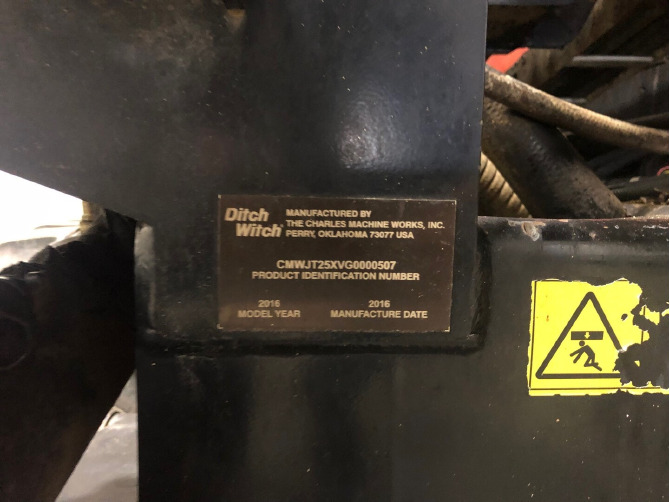 Ditch
Witch
MANUFACTURED BY
THE CHARLES MACHINE WORKS, INC.
PERRY, OKLAHOMA 73077 USA
CMWJT25XVG0000507
PRODUCT IDENTIFICATION NUMBER
2016
MODEL YEAR
2016
MANUFACTURE DATE